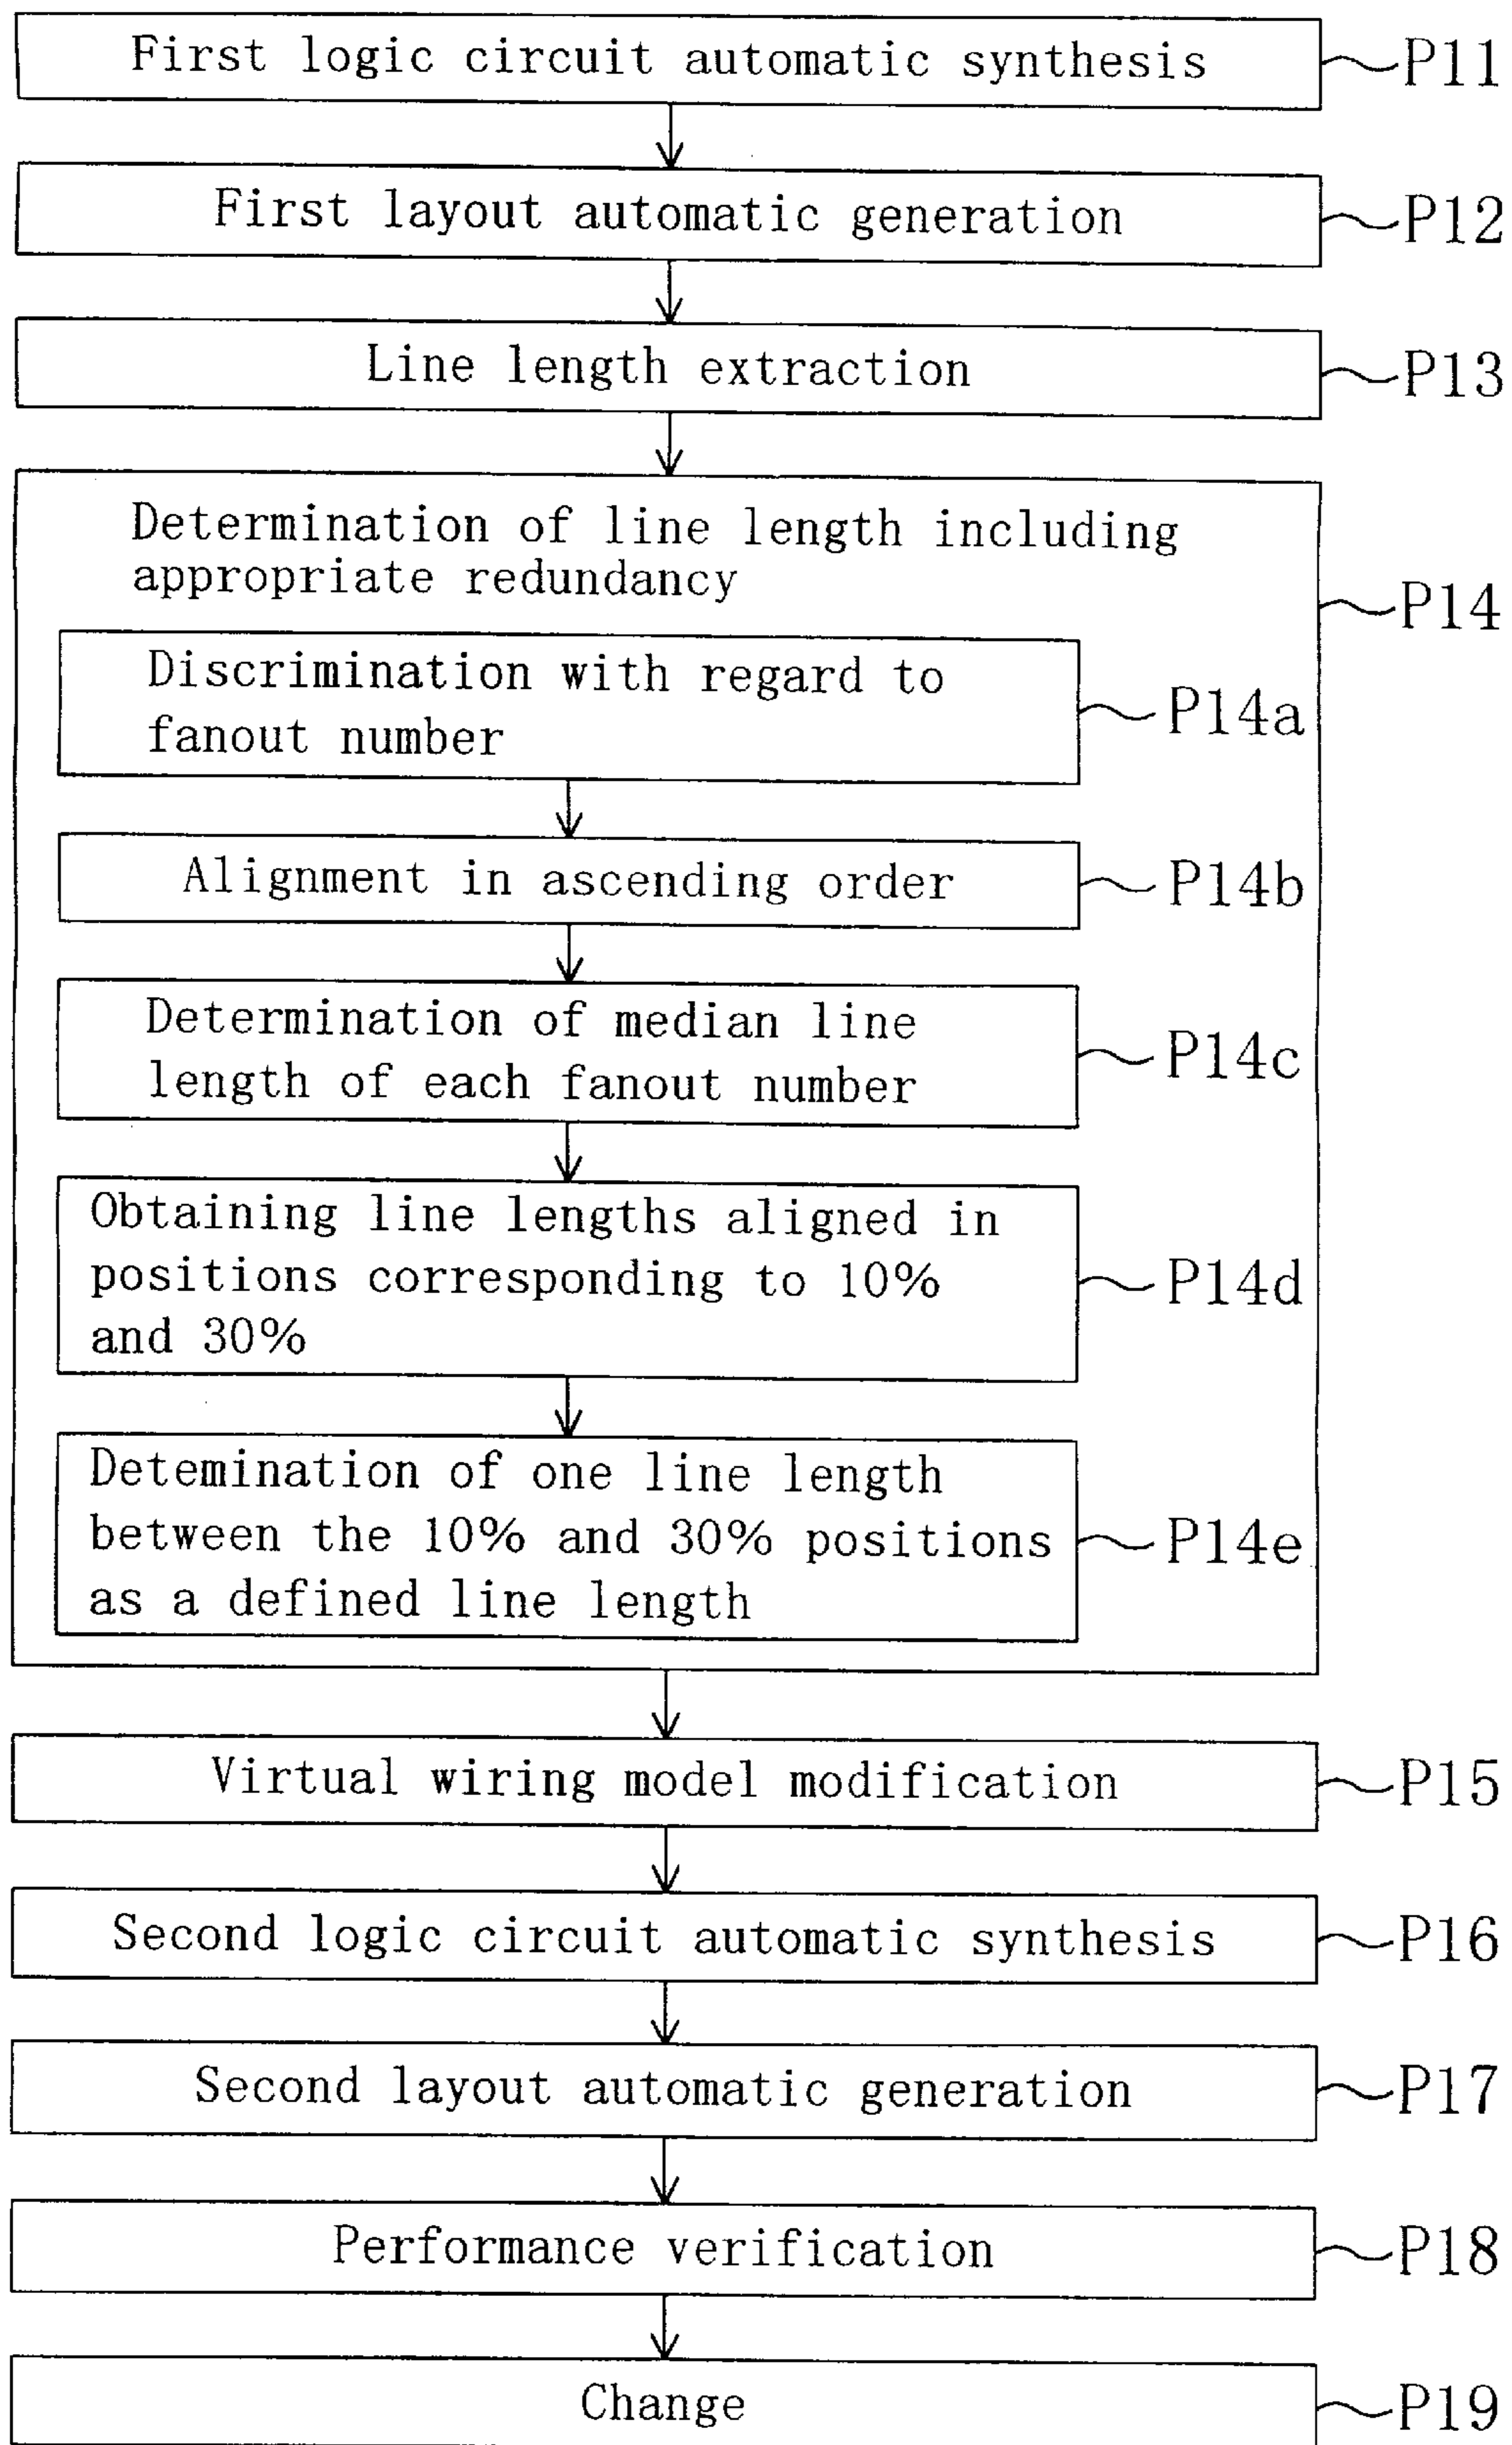 First logic circuit automatic synthesis P11
First layout automatic generation P12
Line length extraction P13
Determination of line length including
appropriate redundancy
P14
Discrimination with regard to
fanout number
P14a
Alignment in ascending order P14b
Determination of median line
length of each fanout number
P14c
Obtaining line lengths aligned in
positions corresponding to 10%
and 30%
P14d
Detemination of one line length
between the 10% and 30% positions
as a defined line length
P14e
Virtual wiring model modification P15
Second logic circuit automatic synthesis P16
Second layout automatic generation P17
Performance verification P18
Change P19